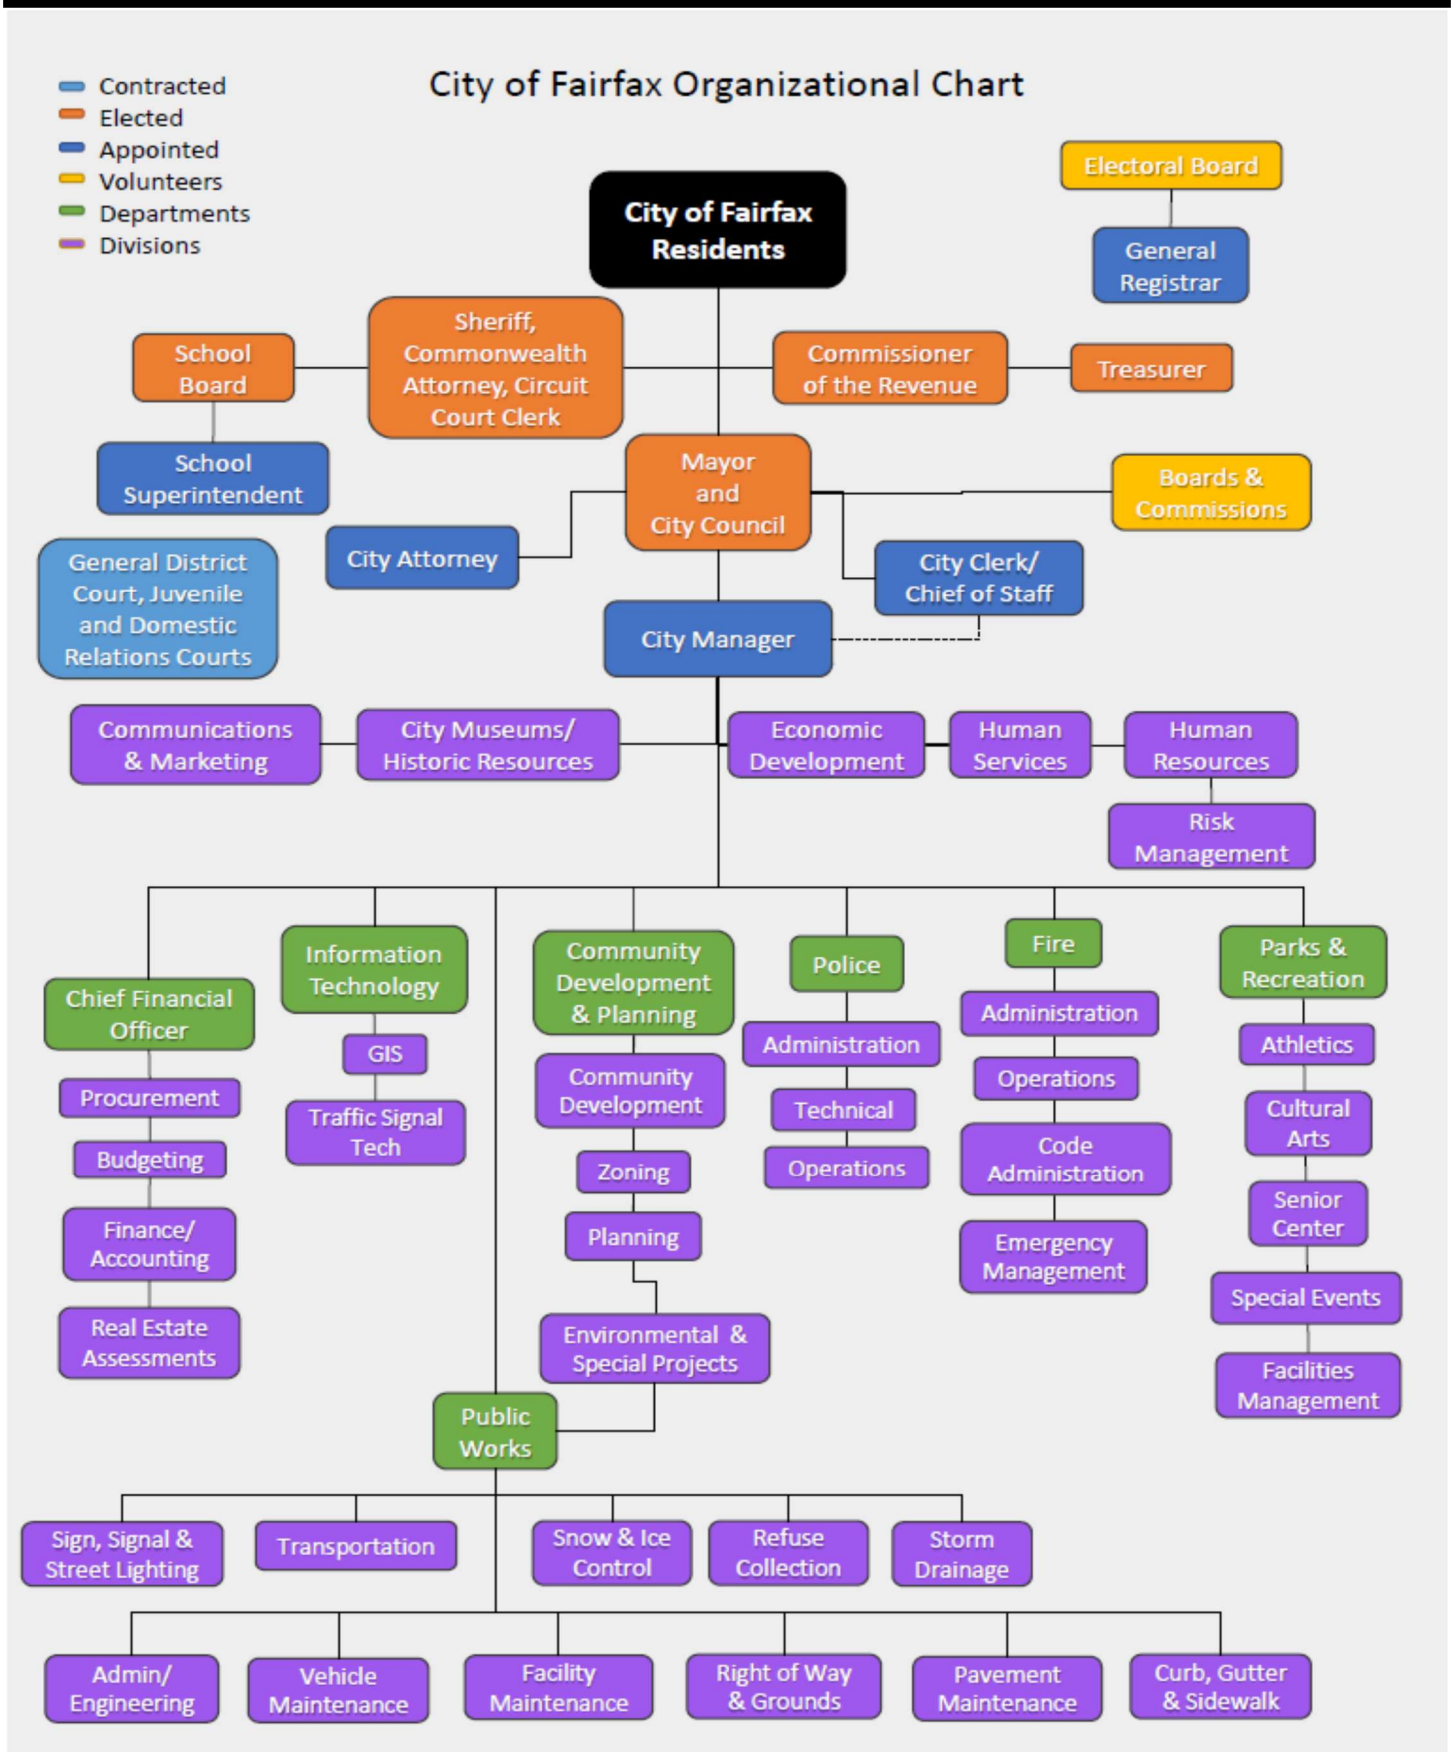 City of Fairfax Organizational Chart
Contracted
Elected
Appointed
Volunteers
Departments
Divisions
Electoral Board
General
Registrar
City of Fairfax
Residents
School
Board
Sheriff,
Commonwealth
Attorney, Circuit
Court Clerk
Commissioner
of the Revenue
Treasurer
School
Superintendent
Mayor
and
City Council
Boards &
Commissions
City Attorney
City Clerk/
Chief of Staff
General District
Court, Juvenile
and Domestic
Relations Courts
City Manager
Communications
& Marketing
City Museums/
Historic Resources
Economic
Development
Human
Services
Human
Resources
Risk
Management
Chief Financial
Officer
Procurement
Budgeting
Finance/
Accounting
Real Estate
Assessments
Information
Technology
GIS
Traffic Signal
Tech
Community
Development
& Planning
Community
Development
Zoning
Planning
Environmental &
Special Projects
Police
Administration
Technical
Operations
Fire
Administration
Operations
Code
Administration
Emergency
Management
Parks &
Recreation
Athletics
Cultural
Arts
Senior
Center
Special Events
Facilities
Management
Public
Works
Sign, Signal &
Street Lighting
Transportation
Snow & Ice
Control
Refuse
Collection
Storm
Drainage
Admin/
Engineering
Vehicle
Maintenance
Facility
Maintenance
Right of Way
& Grounds
Pavement
Maintenance
Curb, Gutter
& Sidewalk